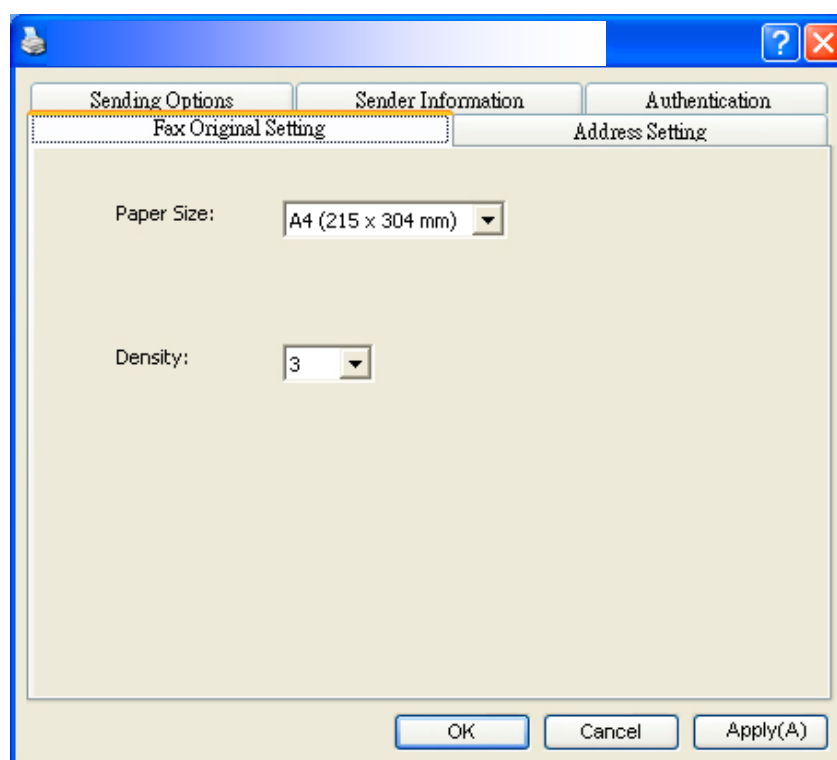 ?
Sending Options
Sender Information
Authentication
Fax Original Setting
Address Setting
Paper Size:
A4 (215 x 304 mm)
Density:
3
OK
Cancel
Apply(A)